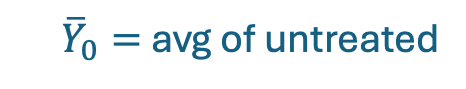 Ȳ₀ = avg of untreated